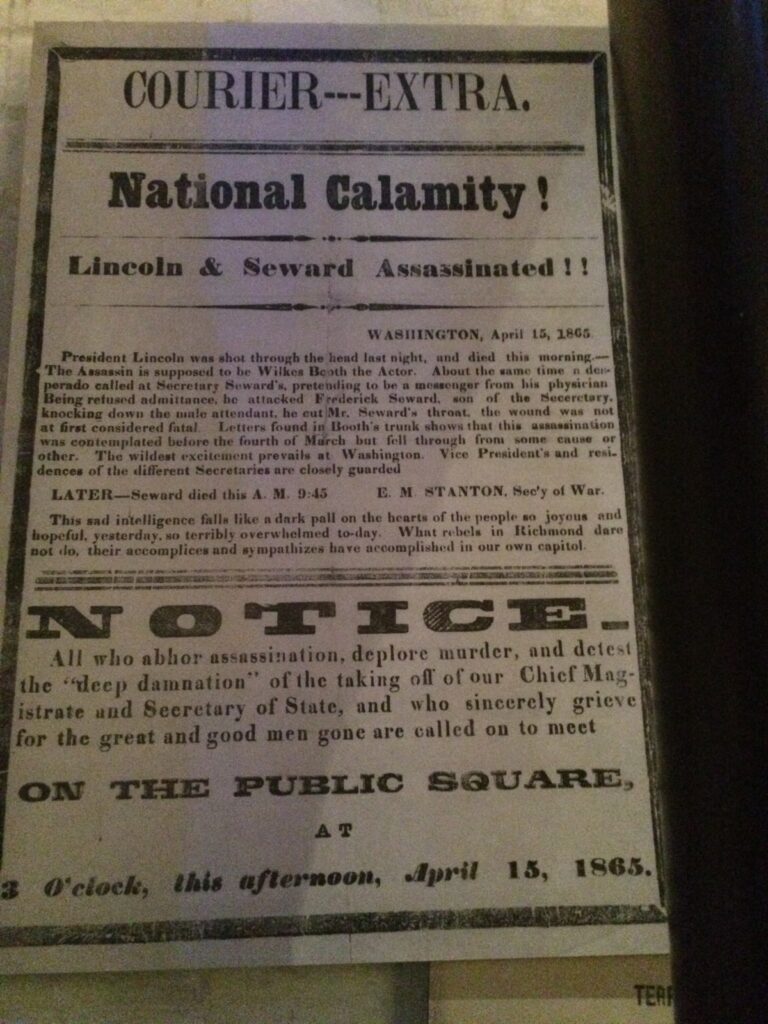 COURIER---EXTRA.
National Calamity!
Lincoln & Seward Assassinated!!
WASHINGTON, April 15, 1865
President Lincoln was shot through the head last night, and died this morning.—
The Assassin is supposed to be Wilkes Booth the Actor. About the same time a des-
perado called at Secretary Seward's, pretending to be a messenger from his physician
Being refused admittance, he attacked Frederick Seward, son of the Secerctary,
knocking down the male attendant, he cut Mr. Seward's throat, the wound was not
at first considered fatal. Letters found in Booth's trunk shows that this assassination
was contemplated before the fourth of March but fell through from some cause or
other. The wildest excitement prevails at Washington. Vice President's and resi-
dences of the different Secretaries are closely guarded
LATER—Seward died this A. M. 9:45 E. M. STANTON, Sec'y of War.
This sad intelligence falls like a dark pall on the hearts of the people so joyous and
hopeful, yesterday, so terribly overwhelmed to-day. What rebels in Richmond dare
not do, their accomplices and sympathizes have accomplished in our own capitol.
NOTICE.
All who abhor assassination, deplore murder, and detest
the "deep damnation" of the taking off of our Chief Mag-
istrate and Secretary of State, and who sincerely grieve
for the great and good men gone are called on to meet
ON THE PUBLIC SQUARE,
AT
3 O'clock, this afternoon, April 15, 1865.